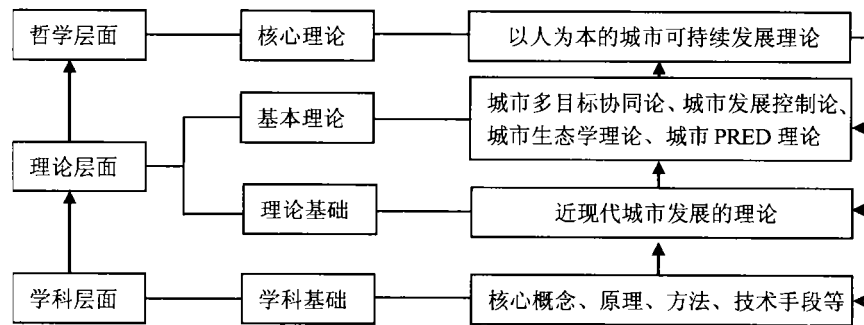 哲学层面
核心理论
以人为本的城市可持续发展理论
基本理论
城市多目标协同论、城市发展控制论、
城市生态学理论、城市 PRED 理论
理论层面
理论基础
近现代城市发展的理论
学科层面
学科基础
核心概念、原理、方法、技术手段等